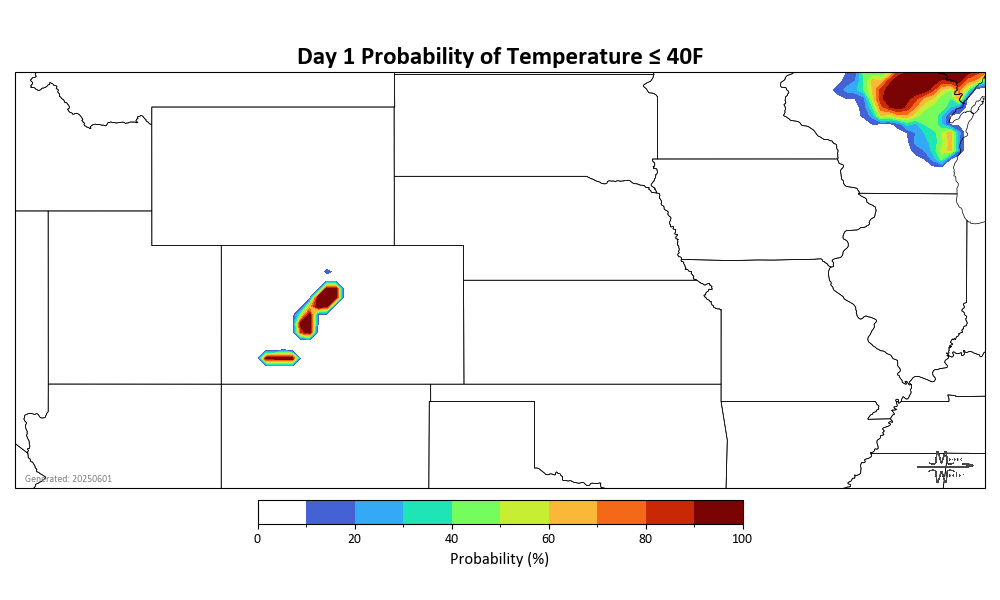 Day 1 Probability of Temperature ≤ 40F
Generated: 20250601
0 20 40 60 80 100
Probability (%)